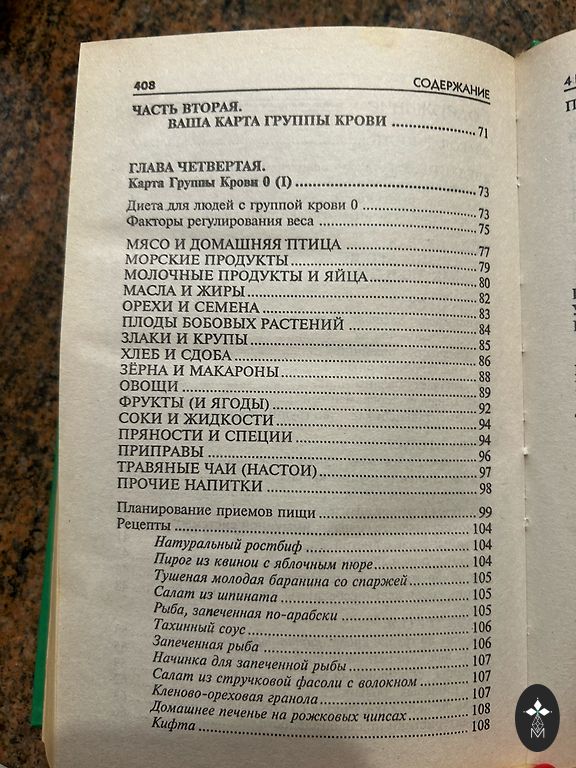 408 СОДЕРЖАНИЕ
ЧАСТЬ ВТОРАЯ.
ВАША КАРТА ГРУППЫ КРОВИ ..................71
ГЛАВА ЧЕТВЕРТАЯ.
Карта Группы Крови 0 (I)..................73
Диета для людей с группой крови 0 ..................73
Факторы регулирования веса ..................75
МЯСО И ДОМАШНЯЯ ПТИЦА ..................77
МОРСКИЕ ПРОДУКТЫ ..................79
МОЛОЧНЫЕ ПРОДУКТЫ И ЯЙЦА..................80
МАСЛА И ЖИРЫ ..................82
ОРЕХИ И СЕМЕНА ..................83
ПЛОДЫ БОБОВЫХ РАСТЕНИЙ ..................84
ЗЛАКИ И КРУПЫ ..................85
ХЛЕБ И СДОБА ..................86
ЗЁРНА И МАКАРОНЫ..................88
ОВОЩИ ..................89
ФРУКТЫ (И ЯГОДЫ) ..................92
СОКИ И ЖИДКОСТИ ..................94
ПРЯНОСТИ И СПЕЦИИ ..................94
ПРИПРАВЫ ..................96
ТРАВЯНЫЕ ЧАИ (НАСТОИ)..................97
ПРОЧИЕ НАПИТКИ ..................98
Планирование приемов пищи ..................99
Рецепты ..................104
Натуральный ростбиф ..................104
Пирог из квинои с яблочным пюре..................104
Тушеная молодая баранина со спаржей ..................105
Салат из шпината ..................105
Рыба, запеченная по-арабски ..................105
Тахинный соус ..................106
Запеченная рыба ..................106
Начинка для запеченной рыбы ..................107
Салат из стручковой фасоли с волокном ..................107
Кленово-ореховая гранола ..................107
Домашнее печенье на рожковых чипсах..................108
Кифта ..................108